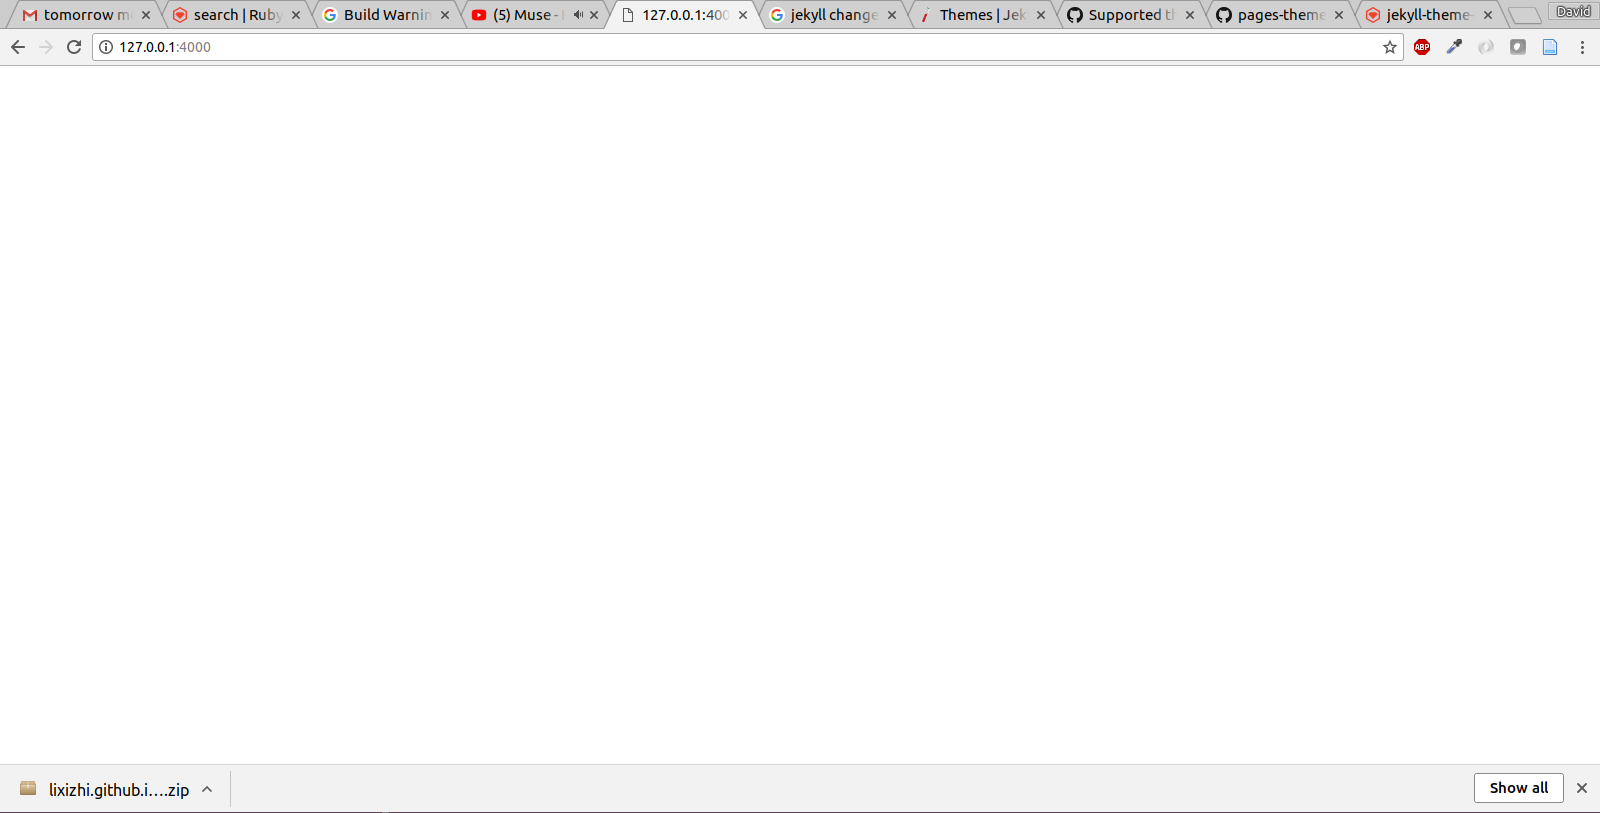 tomorrow m
search | Ruby
Build Warnin
(5) Muse -
127.0.0.1:400
jekyll change
Themes | Jek
Supported th
pages-theme
jekyll-theme-
David
127.0.0.1:4000
ABP
lixizhi.github.i....zip
Show all